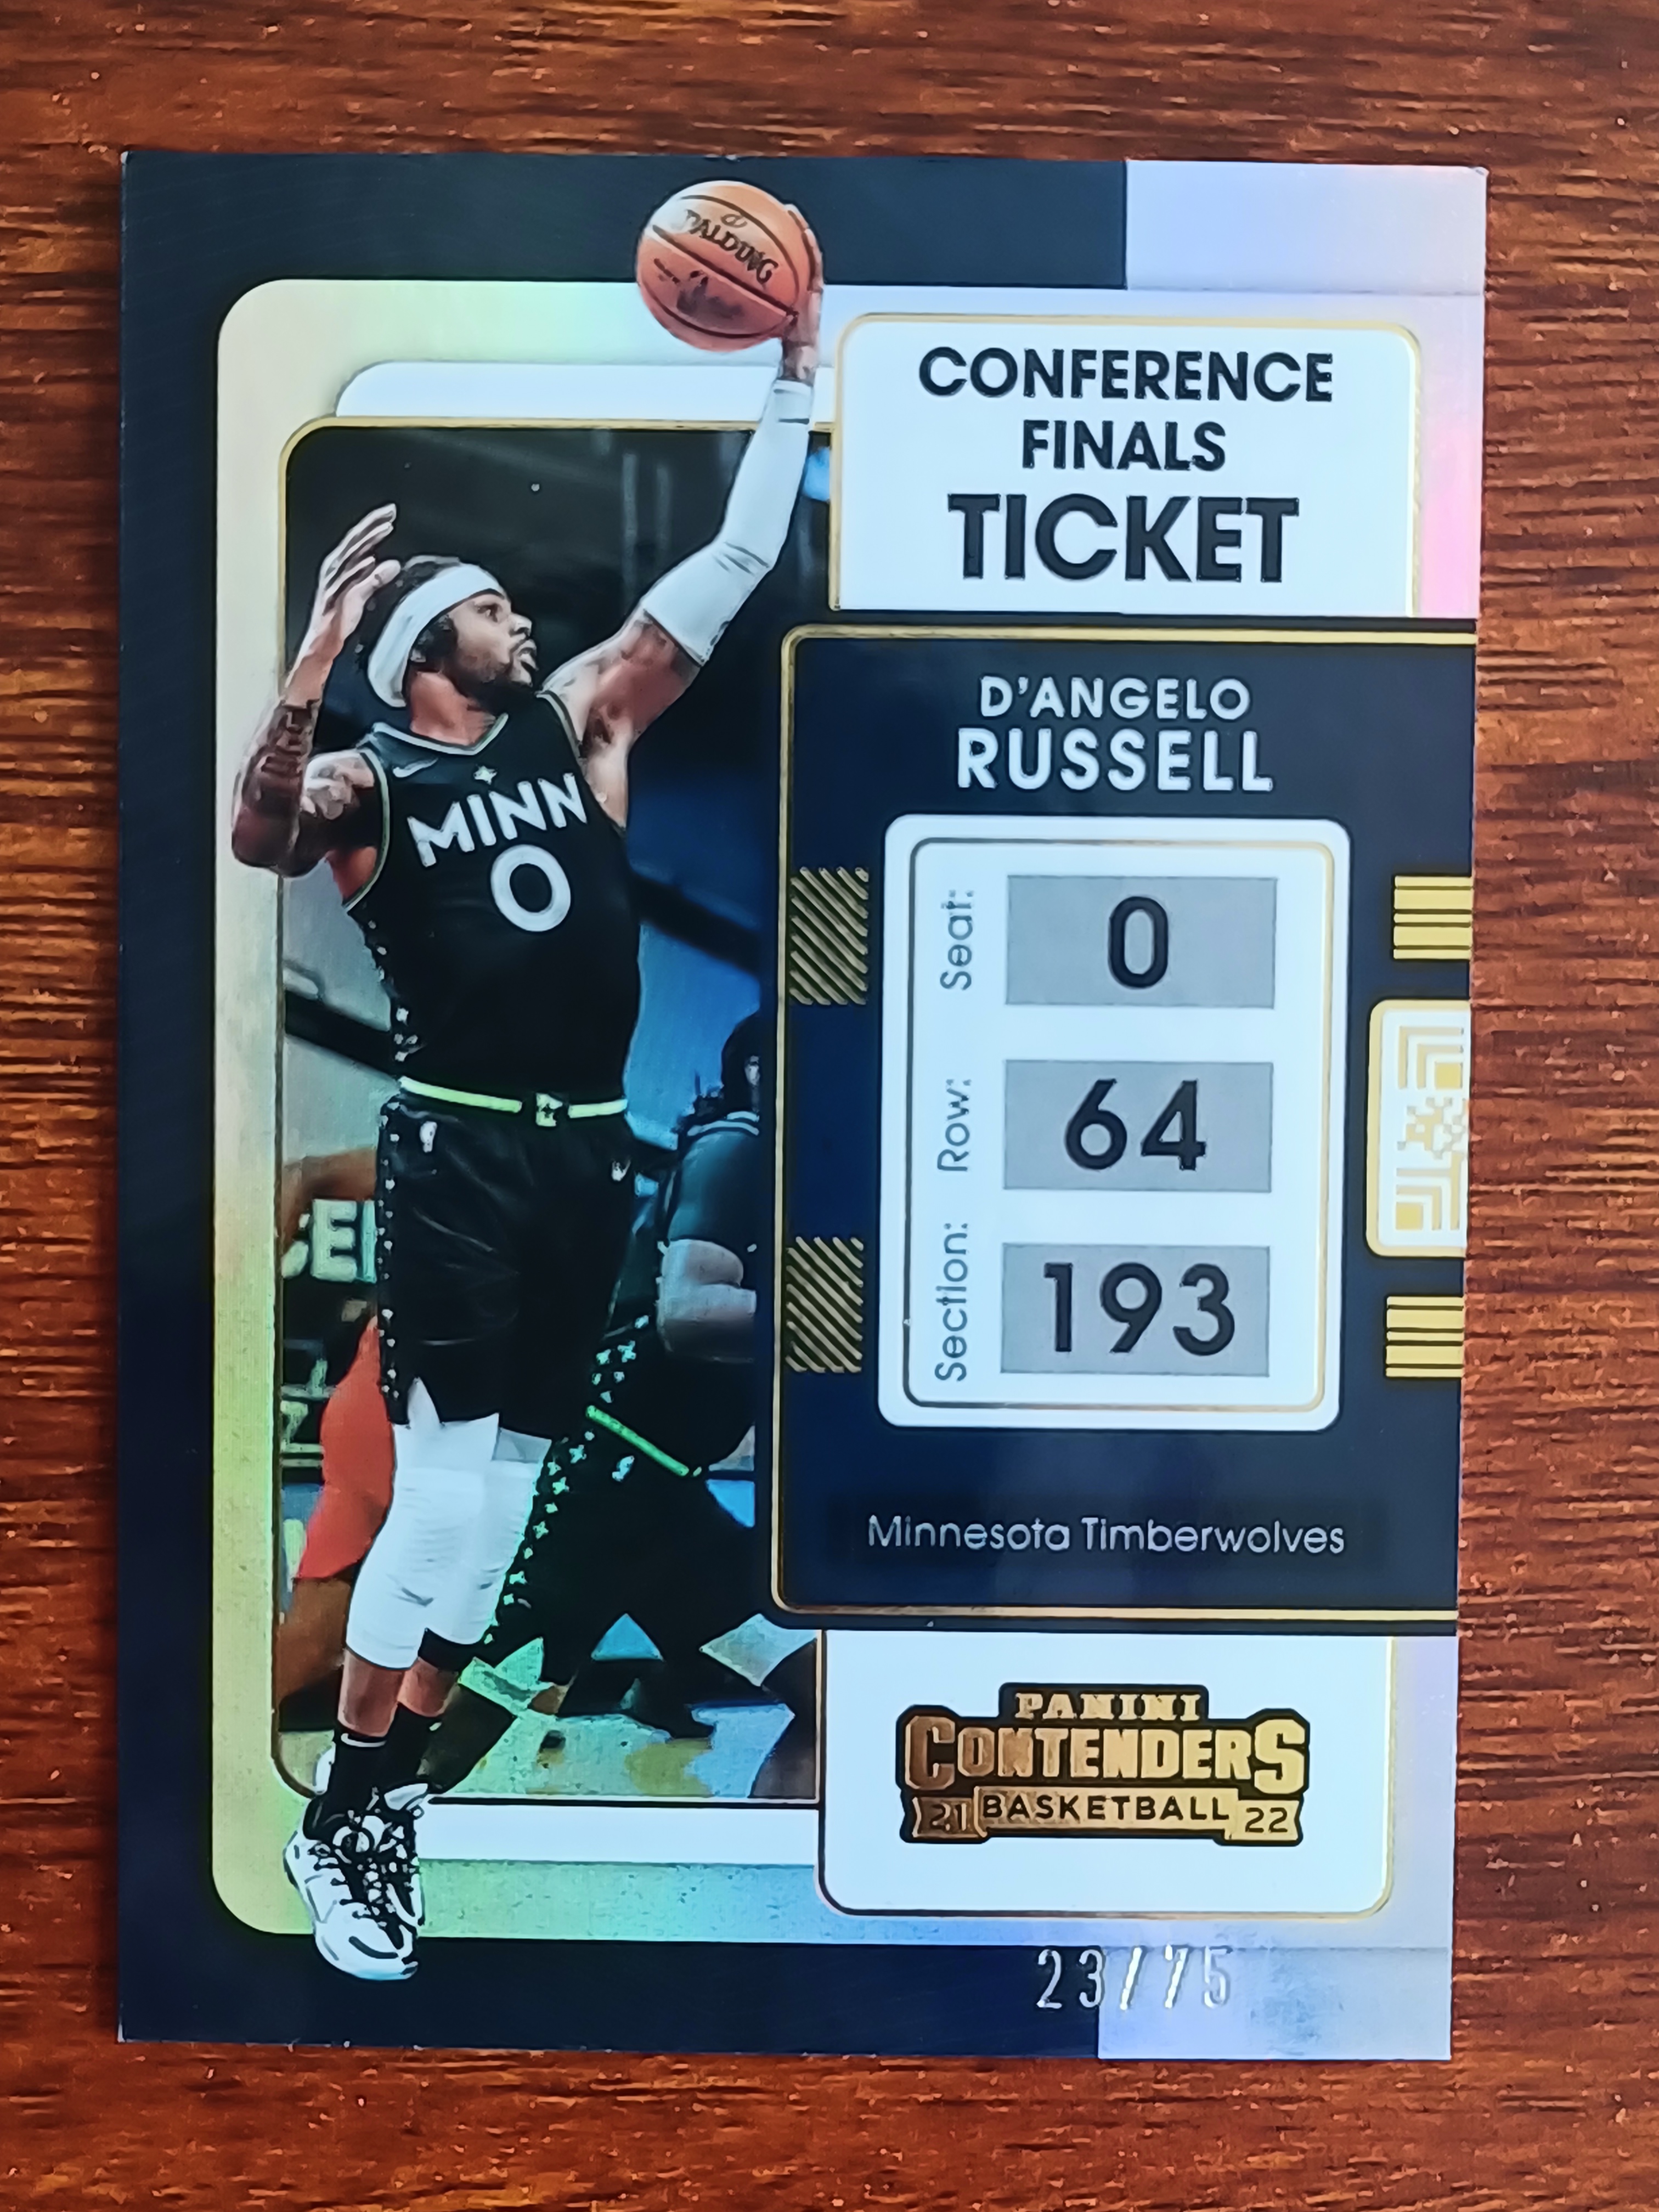 SPALDING
CONFERENCE
FINALS
TICKET
D'ANGELO
RUSSELL
MINN
0
Seat:
0
Row:
64
Section:
193
Minnesota Timberwolves
PANINI
CONTENDERS
21 BASKETBALL 22
23/75